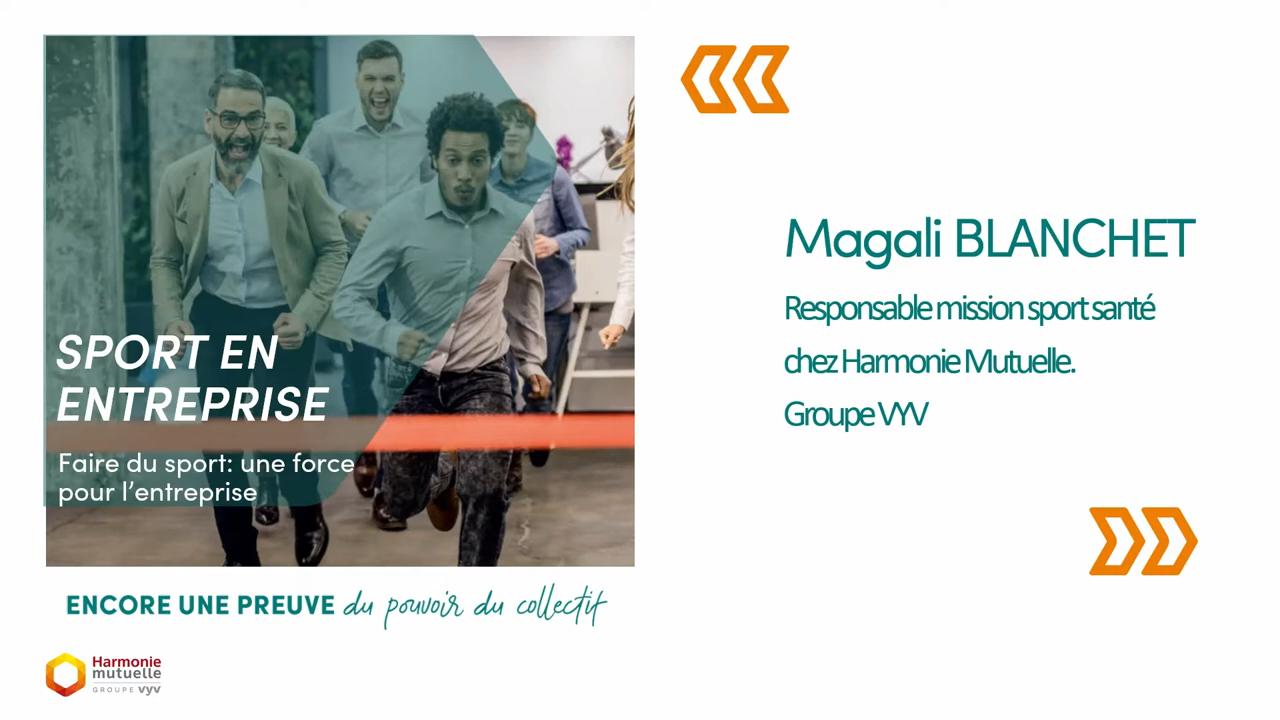 SPORT EN
ENTREPRISE
Faire du sport: une force
pour l'entreprise
ENCORE UNE PREUVE du pouvoir du collectif
Harmonie
mutuelle
GROUPE vyv
Magali BLANCHET
Responsable mission sport santé
chez Harmonie Mutuelle.
Groupe VYV